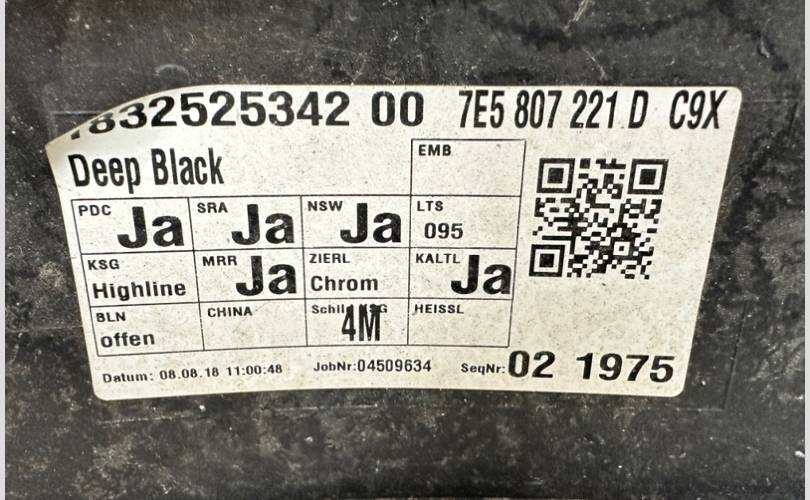 1832525342 00 7E5 807 221 D C9X
Deep Black
EMB
PDC Ja SRA Ja NSW Ja LTS 095
KSG Highline MRR Ja ZIERL Chrom KALTL Ja
BLN offen CHINA 4M HEISSL
Datum: 08.08.18 11:00:48 JobNr:04509634 SeqNr:02 1975